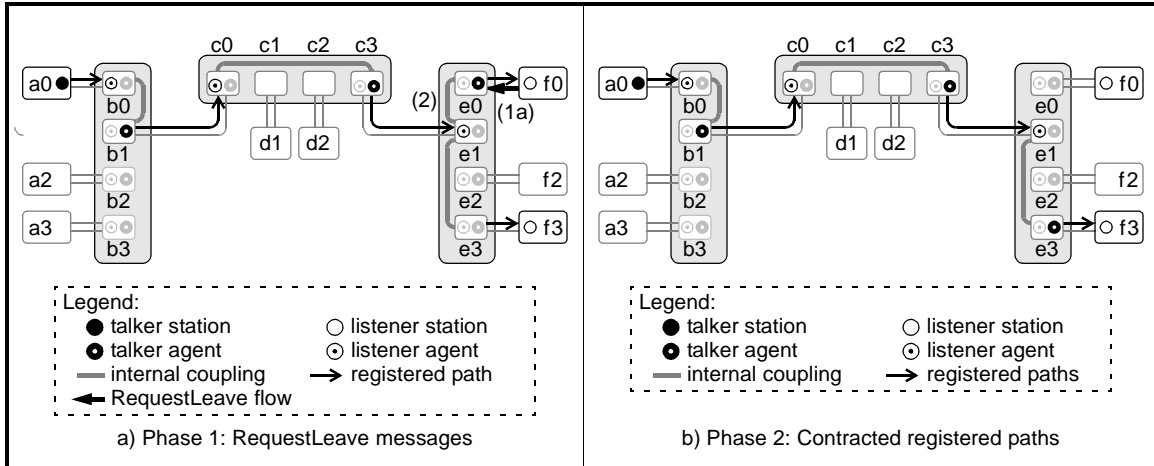 c0 c1 c2 c3
a0 b0 (2) e0 f0
(1a)
b1 d1 d2 e1
a2 b2 e2 f2
a3 b3 e3 f3
Legend:
talker station listener station
talker agent listener agent
internal coupling registered path
RequestLeave flow
a) Phase 1: RequestLeave messages
c0 c1 c2 c3
a0 b0 e0 f0
b1 d1 d2 e1
a2 b2 e2 f2
a3 b3 e3 f3
Legend:
talker station listener station
talker agent listener agent
internal coupling registered paths
b) Phase 2: Contracted registered paths